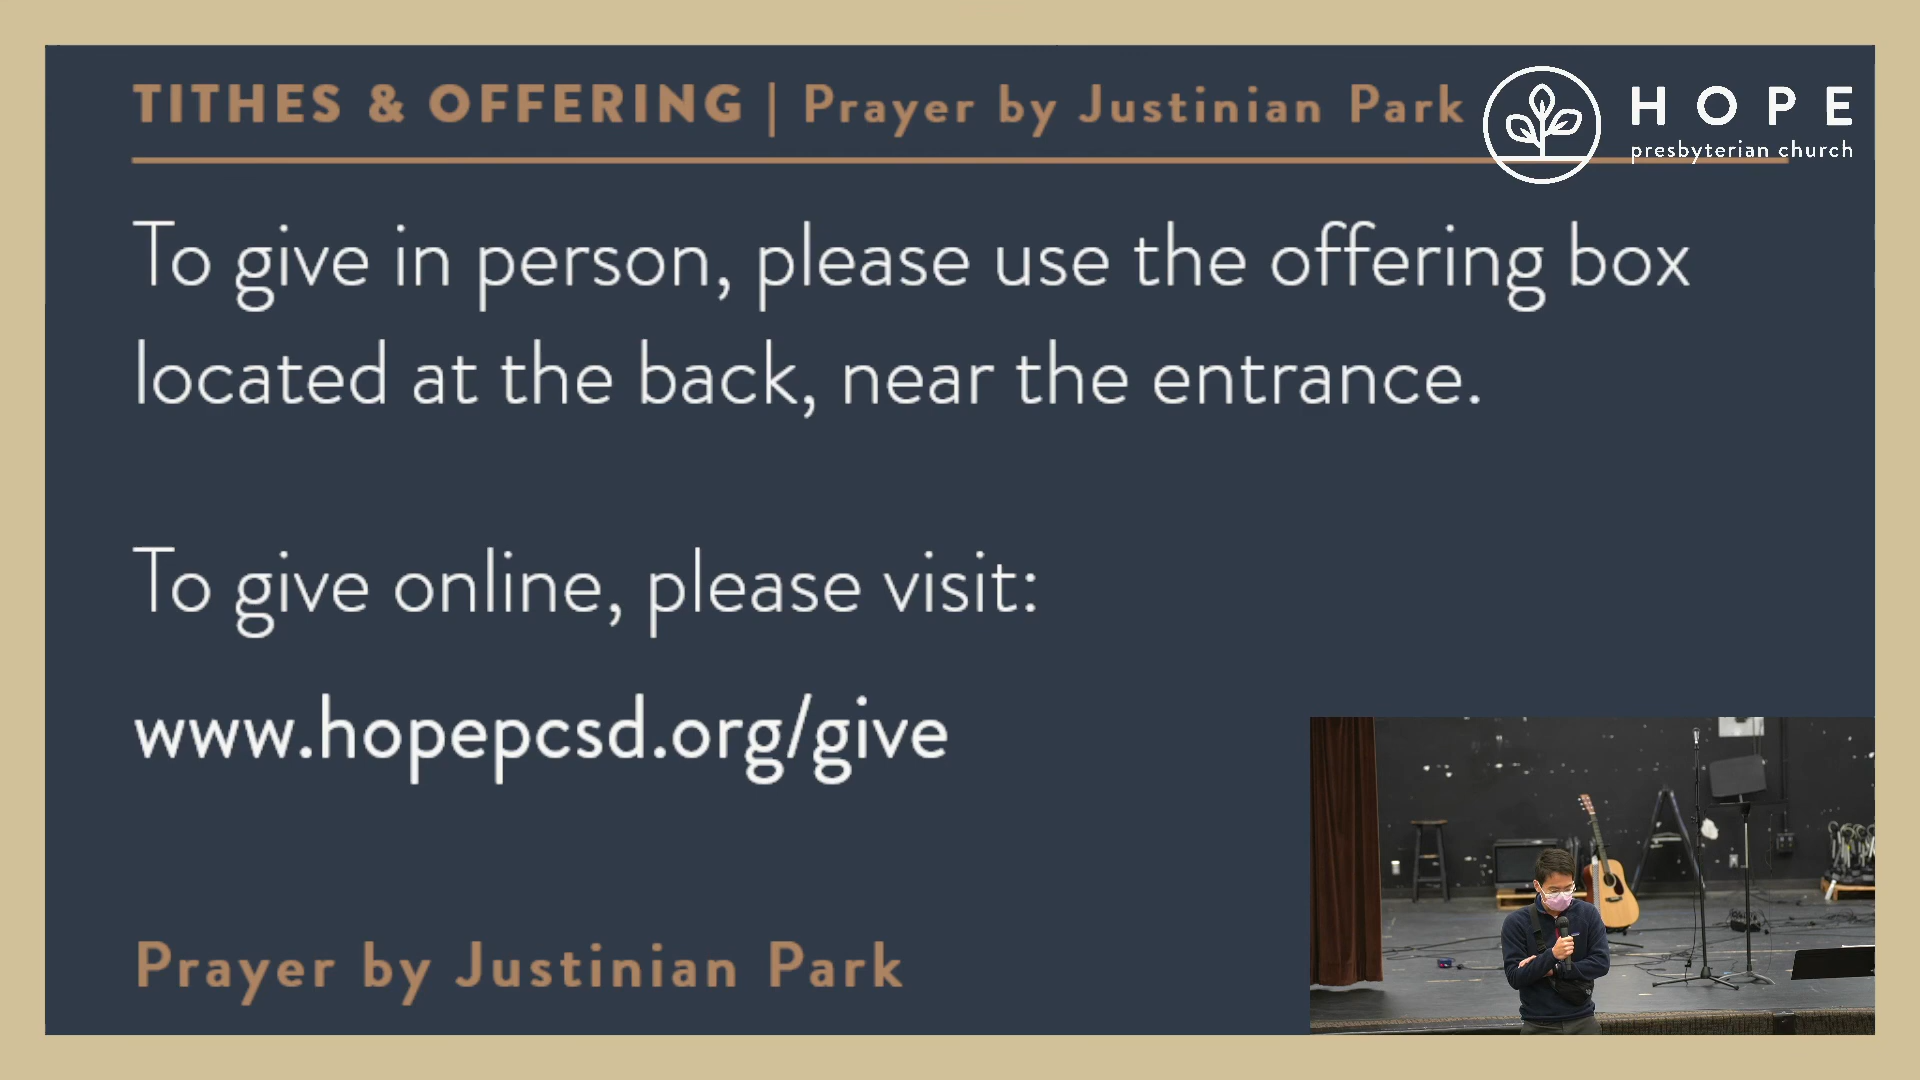 TITHES & OFFERING | Prayer by Justinian Park
HOPE
presbyterian church
To give in person, please use the offering box
located at the back, near the entrance.
To give online, please visit:
www.hopepcsd.org/give
Prayer by Justinian Park